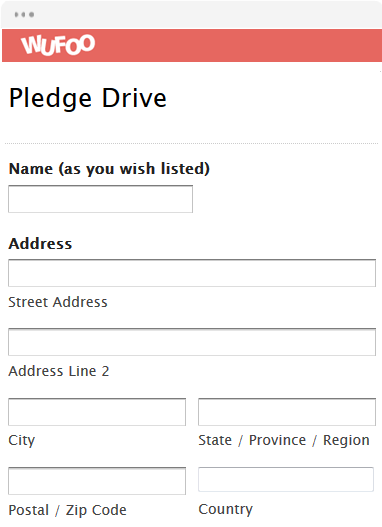 WUFOO
Pledge Drive
Name (as you wish listed)
Address
Street Address
Address Line 2
City State / Province / Region
Postal / Zip Code Country